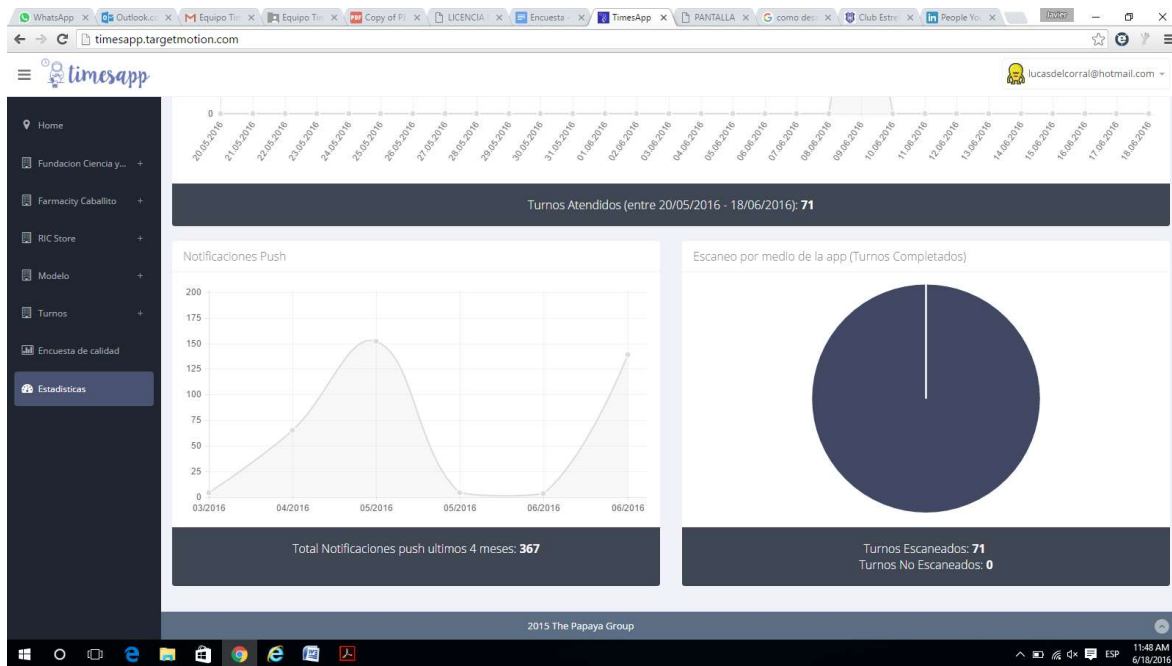 WhatsApp
Outlook.co
Equipo Tim
Equipo Tim
Copy of P
LICENCIA
Encuesta -
TimesApp
PANTALLA
como des
Club Estre
People You
Javier
timesapp.targetmotion.com
timesapp
lucasdelcorral@hotmail.com
Home
Fundacion Ciencia y... +
Farmacity Caballito +
RIC Store +
Modelo +
Turnos +
Encuesta de calidad
Estadisticas
0
20.05.2016 21.05.2016 22.05.2016 23.05.2016 24.05.2016 25.05.2016 26.05.2016 27.05.2016 28.05.2016 29.05.2016 30.05.2016 31.05.2016 01.06.2016 02.06.2016 03.06.2016 04.06.2016 05.06.2016 06.06.2016 07.06.2016 08.06.2016 09.06.2016 10.06.2016 11.06.2016 12.06.2016 13.06.2016 14.06.2016 15.06.2016 16.06.2016 17.06.2016 18.06.2016
Turnos Atendidos (entre 20/05/2016 - 18/06/2016): 71
Notificaciones Push
200
175
150
125
100
75
50
25
0
03/2016 04/2016 05/2016 05/2016 06/2016 06/2016
Total Notificaciones push ultimos 4 meses: 367
Escaneo por medio de la app (Turnos Completados)
Turnos Escaneados: 71
Turnos No Escaneados: 0
2015 The Papaya Group
ESP
11:48 AM
6/18/2016